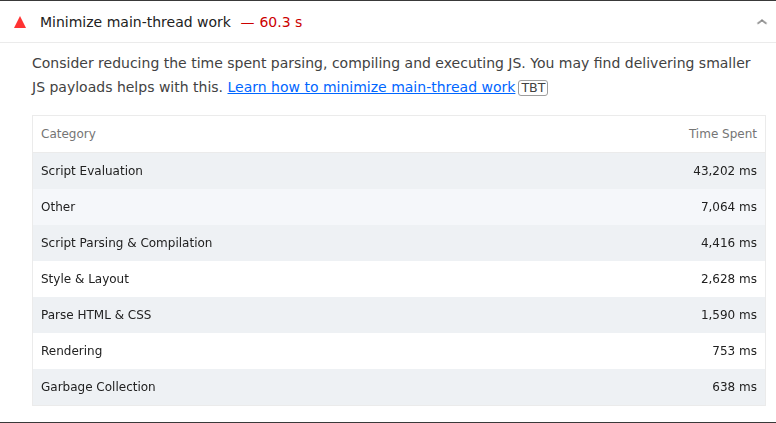 Minimize main-thread work — 60.3 s
Consider reducing the time spent parsing, compiling and executing JS. You may find delivering smaller
JS payloads helps with this. Learn how to minimize main-thread work TBT
Category Time Spent
Script Evaluation 43,202 ms
Other 7,064 ms
Script Parsing & Compilation 4,416 ms
Style & Layout 2,628 ms
Parse HTML & CSS 1,590 ms
Rendering 753 ms
Garbage Collection 638 ms